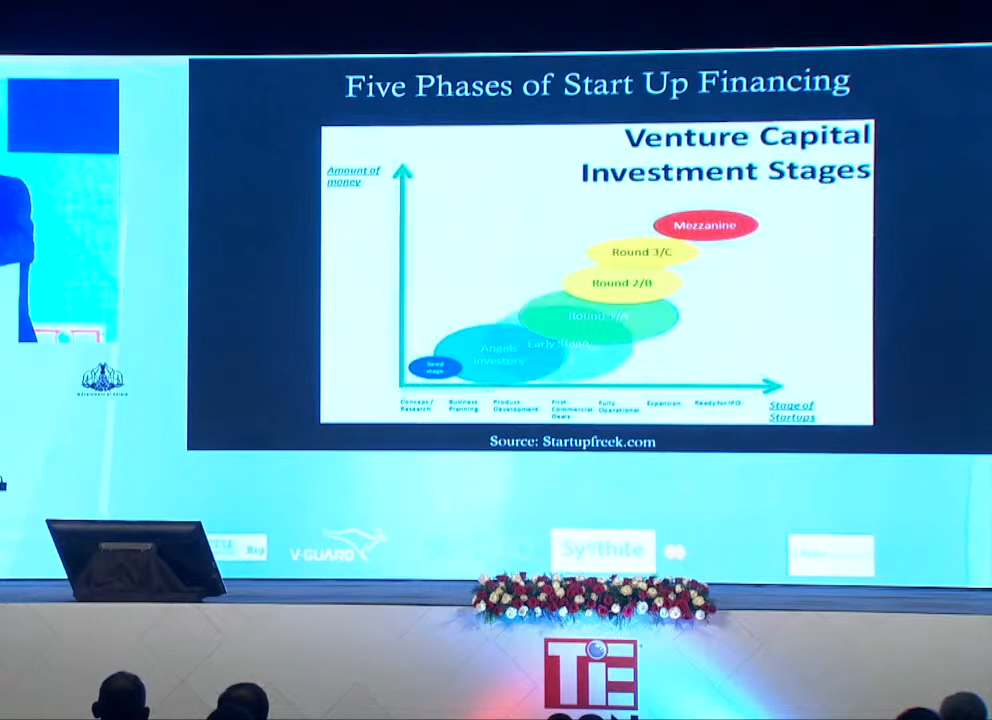 Five Phases of Start Up Financing
Venture Capital
Investment Stages
Amount of
money
Mezzanine
Round 3/C
Round 2/B
Round 1/A
Early Stage
Angels
Investors
Seed
stage
Concept/
Research
Business
Planning
Product
Development
First
Commercial
Deals
Fully
Operational
Expansion
Ready for IPO
Stage of
Startups
Source: Startupfreek.com
V-GUARD
Synthite
TiE
CON